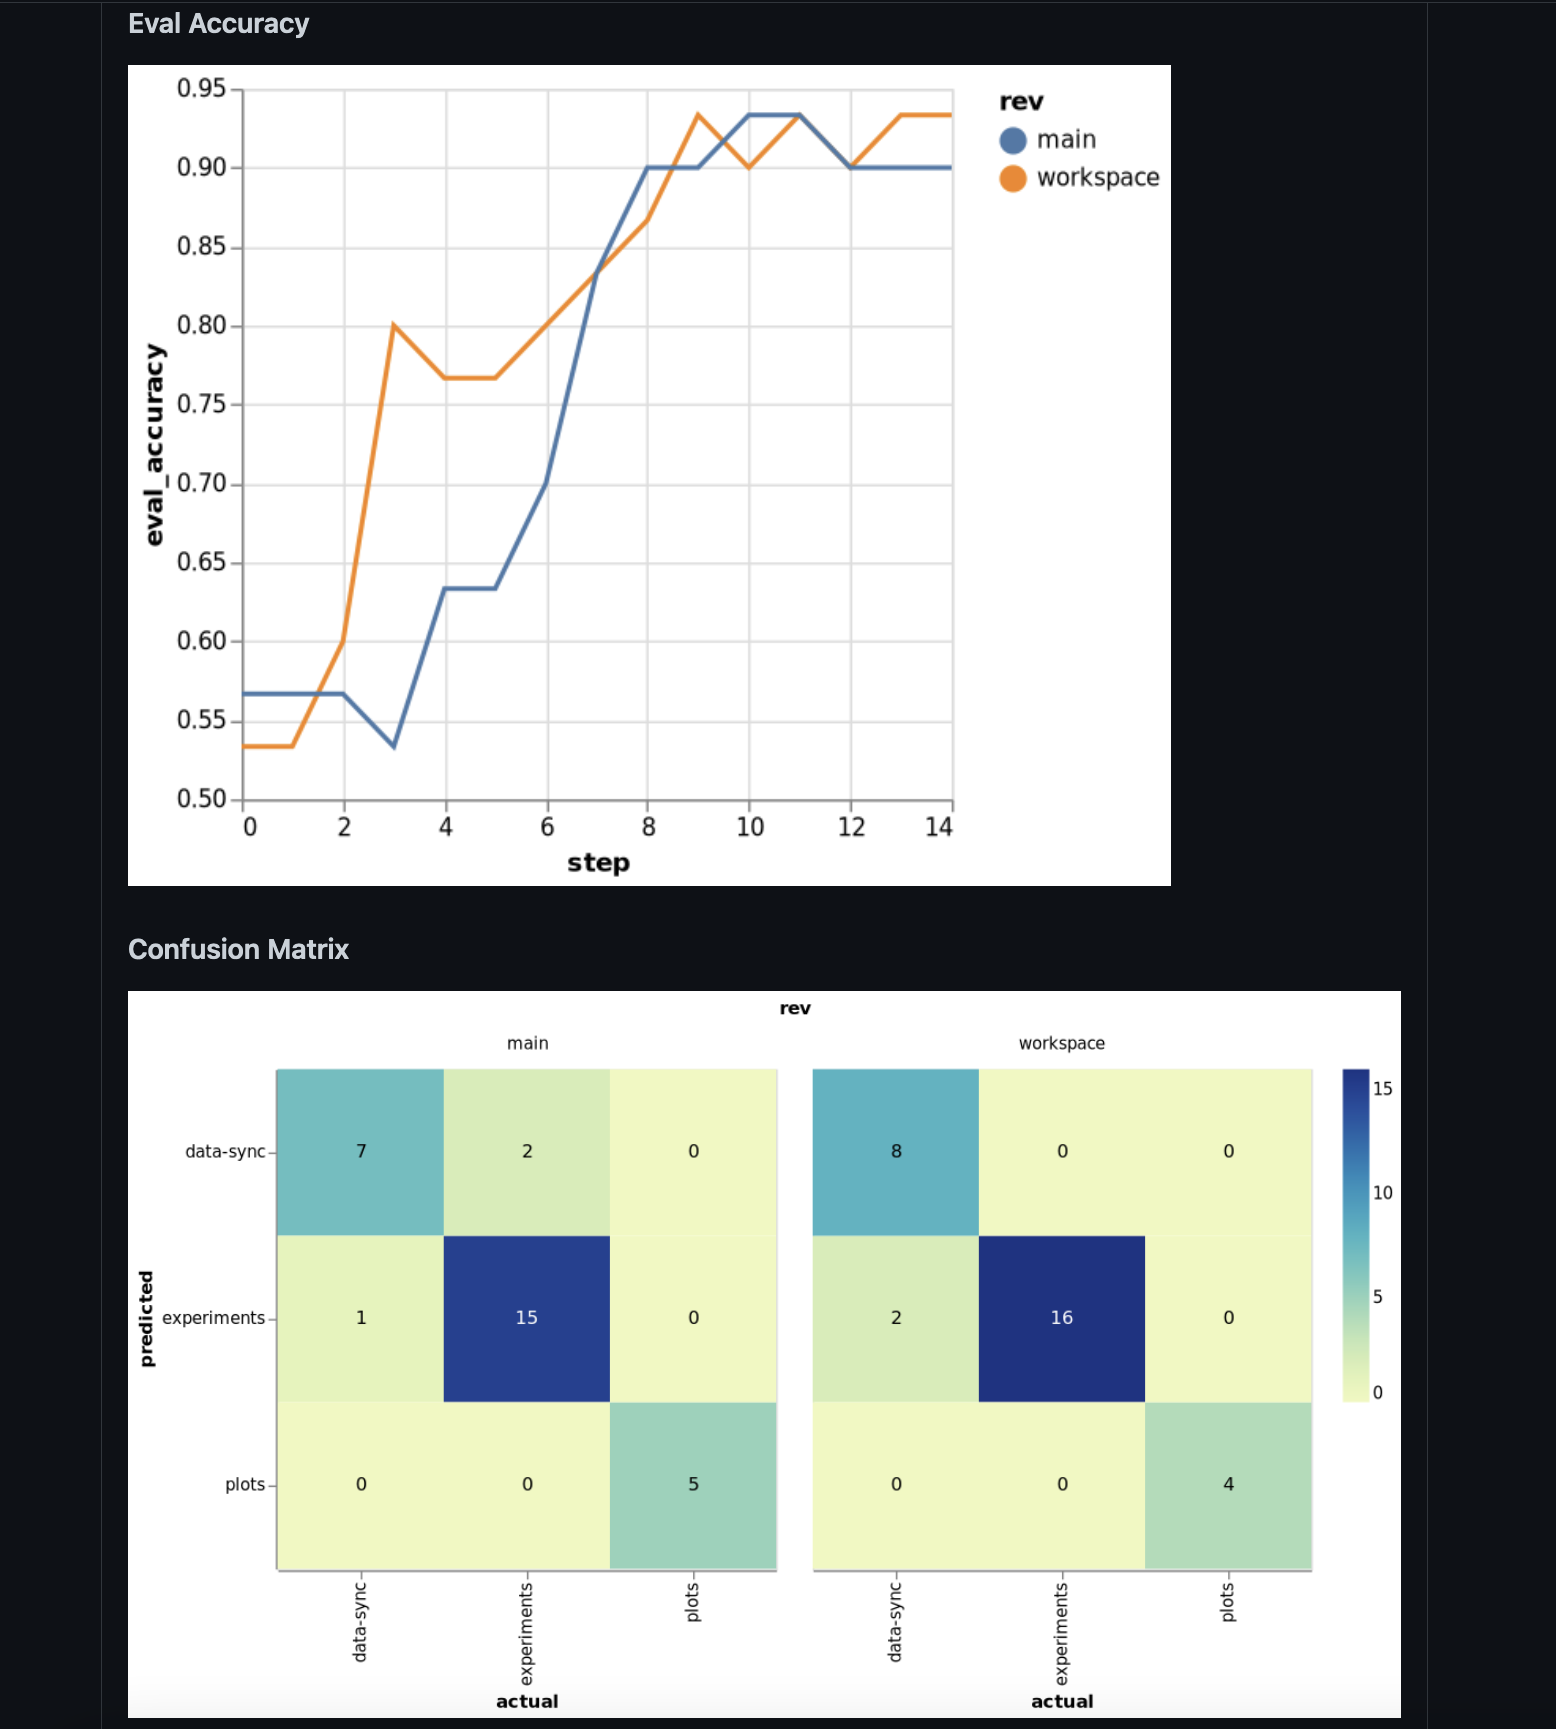 Eval Accuracy
0.95
0.90
0.85
0.80
0.75
0.70
0.65
0.60
0.55
0.50
eval_accuracy
0 2 4 6 8 10 12 14
step
rev
main
workspace
Confusion Matrix
rev
main workspace
data-sync 7 2 0 8 0 0
experiments 1 15 0 2 16 0
plots 0 0 5 0 0 4
predicted
15
10
5
0
data-sync experiments plots data-sync experiments plots
actual actual